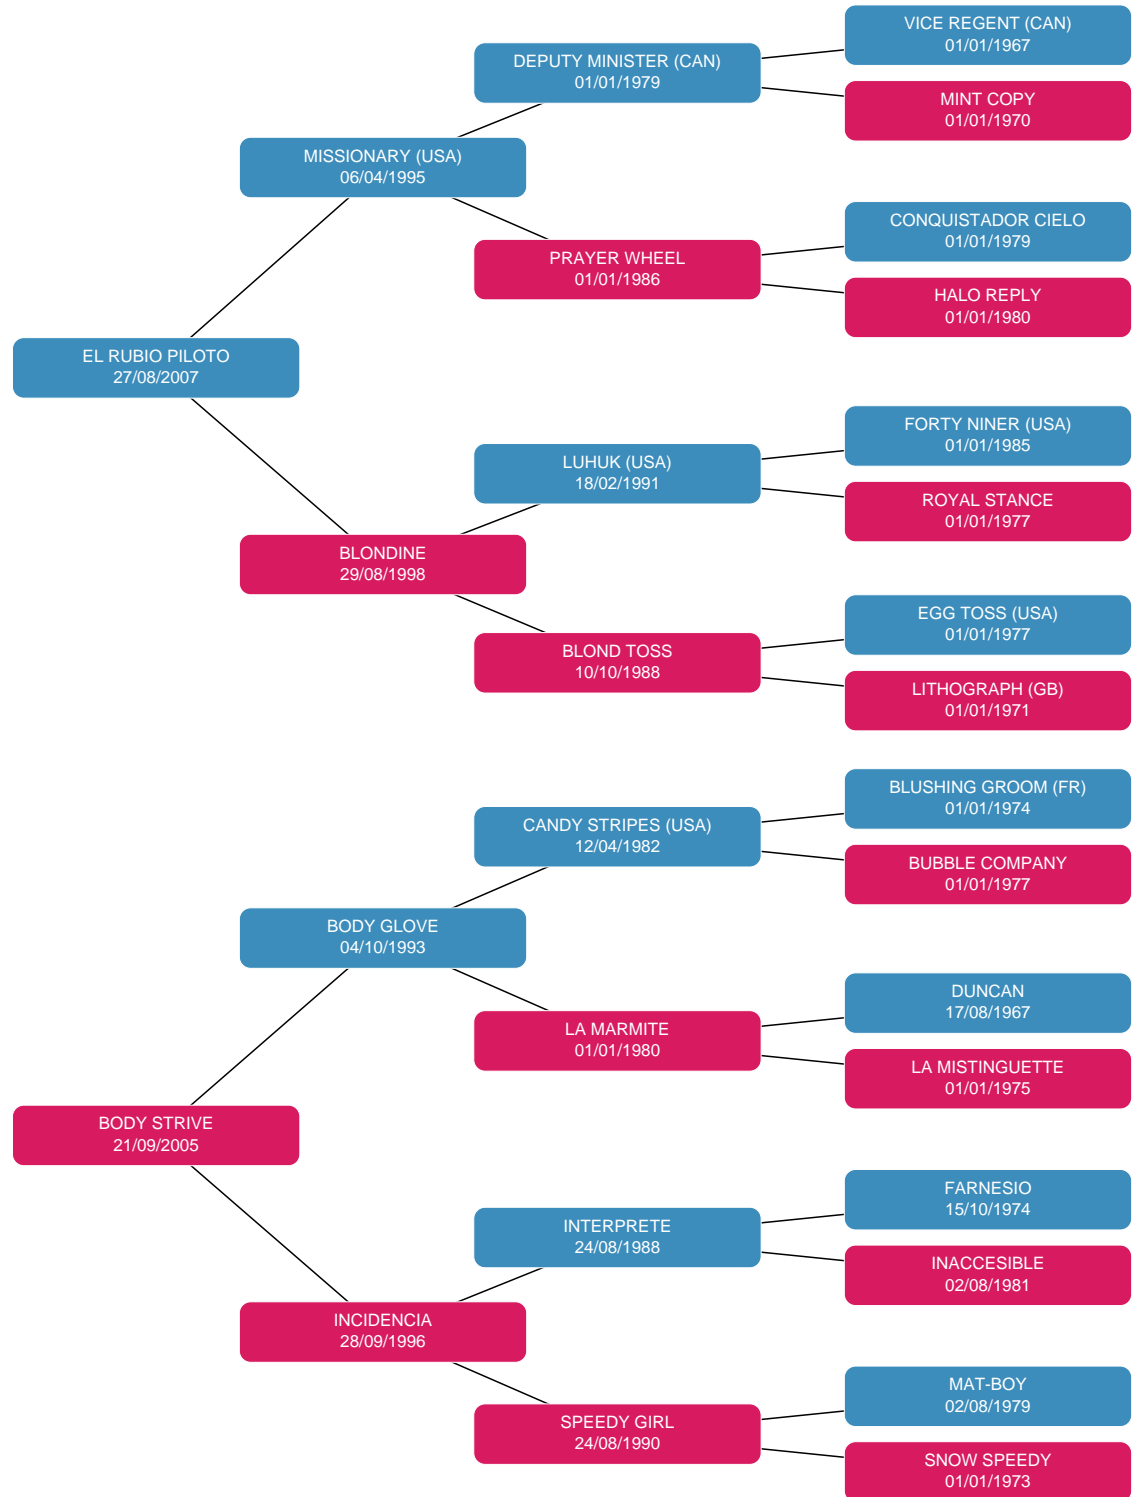 VICE REGENT (CAN)
01/01/1967
DEPUTY MINISTER (CAN)
01/01/1979
MINT COPY
01/01/1970
MISSIONARY (USA)
06/04/1995
CONQUISTADOR CIELO
01/01/1979
PRAYER WHEEL
01/01/1986
HALO REPLY
01/01/1980
EL RUBIO PILOTO
27/08/2007
FORTY NINER (USA)
01/01/1985
LUHUK (USA)
18/02/1991
ROYAL STANCE
01/01/1977
BLONDINE
29/08/1998
EGG TOSS (USA)
01/01/1977
BLOND TOSS
10/10/1988
LITHOGRAPH (GB)
01/01/1971
BLUSHING GROOM (FR)
01/01/1974
CANDY STRIPES (USA)
12/04/1982
BUBBLE COMPANY
01/01/1977
BODY GLOVE
04/10/1993
DUNCAN
17/08/1967
LA MARMITE
01/01/1980
LA MISTINGUETTE
01/01/1975
BODY STRIVE
21/09/2005
FARNESIO
15/10/1974
INTERPRETE
24/08/1988
INACCESIBLE
02/08/1981
INCIDENCIA
28/09/1996
MAT-BOY
02/08/1979
SPEEDY GIRL
24/08/1990
SNOW SPEEDY
01/01/1973